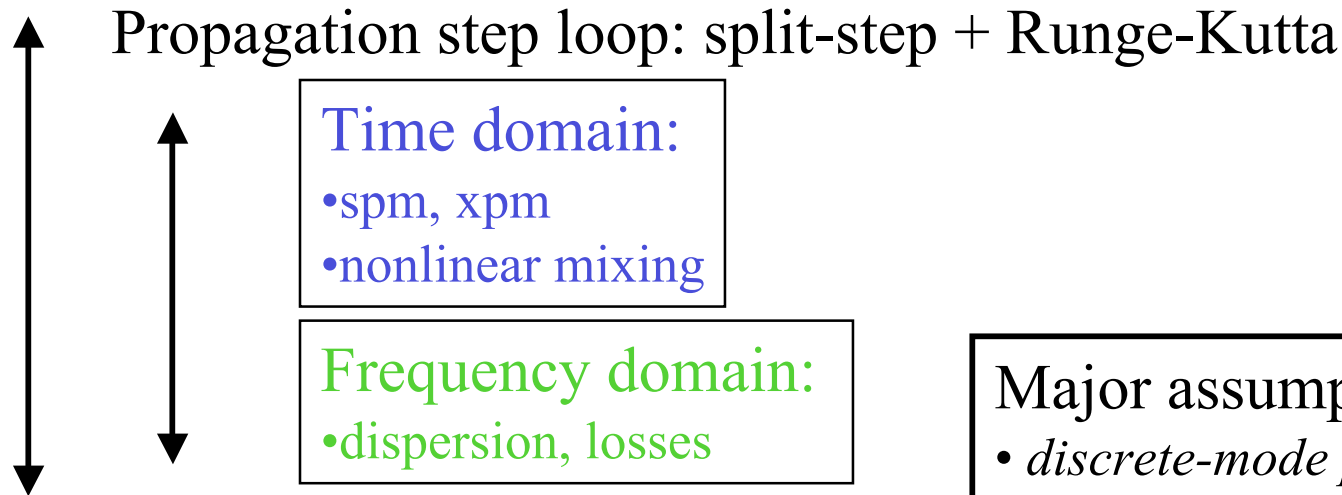 Propagation step loop: split-step + Runge-Kutta
Time domain:
•spm, xpm
•nonlinear mixing
Frequency domain:
•dispersion, losses
Major
• discrete-mode